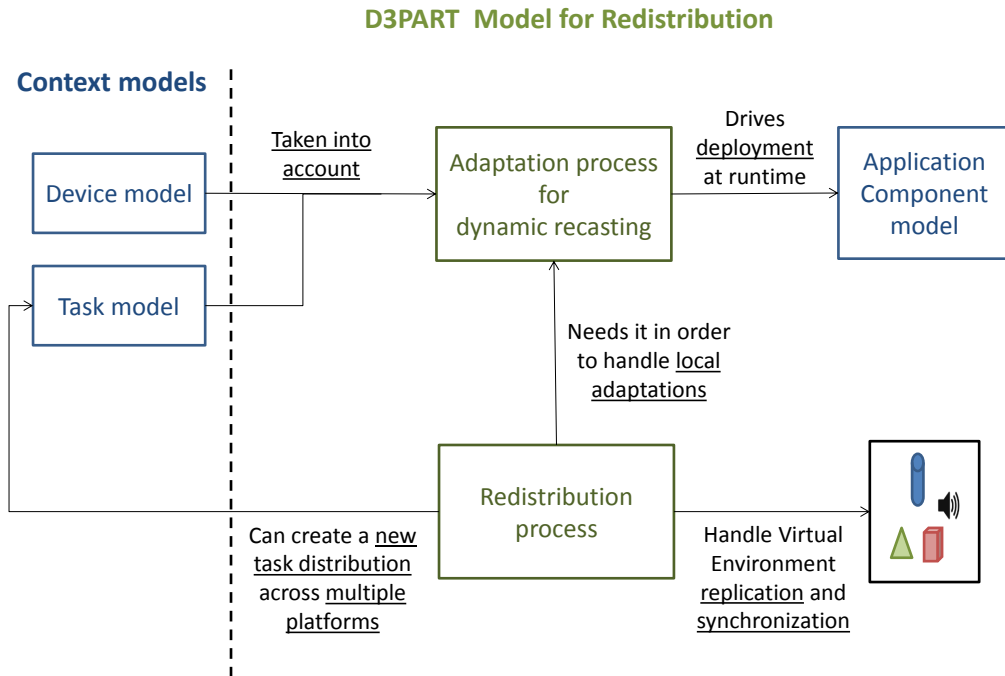 D3PART Model for Redistribution
Context models
Device model
Task model
Taken into
account
Adaptation process
for
dynamic recasting
Drives
deployment
at runtime
Application
Component
model
Needs it in order
to handle local
adaptations
Redistribution
process
Can create a new
task distribution
across multiple
platforms
Handle Virtual
Environment
replication and
synchronization